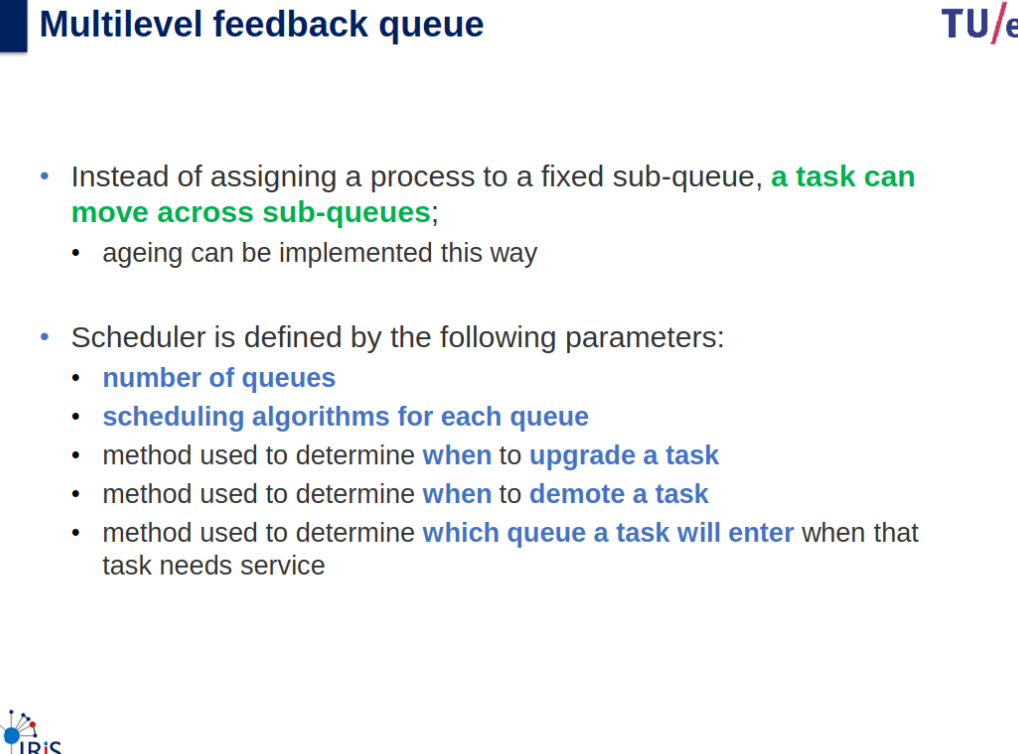 Multilevel feedback queue
TU/e
• Instead of assigning a process to a fixed sub-queue, a task can
move across sub-queues;
• ageing can be implemented this way
• Scheduler is defined by the following parameters:
• number of queues
• scheduling algorithms for each queue
• method used to determine when to upgrade a task
• method used to determine when to demote a task
• method used to determine which queue a task will enter when that
task needs service
IRiS